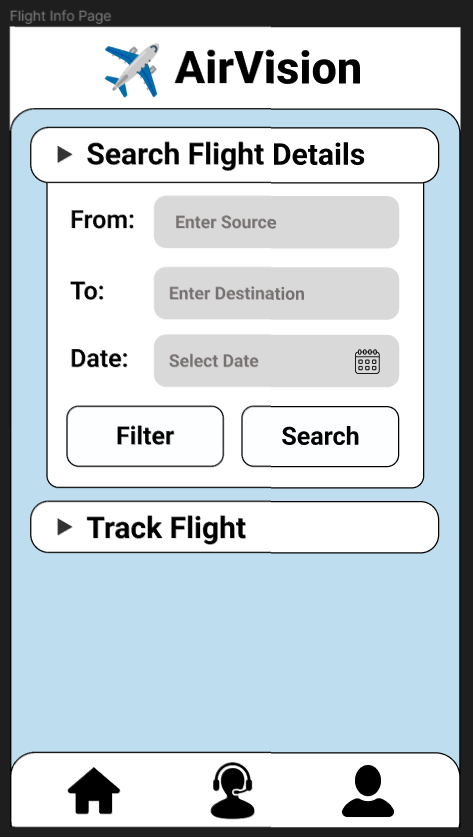 Flight Info Page
AirVision
Search Flight Details
From:
Enter Source
To:
Enter Destination
Date:
Select Date
Filter
Search
Track Flight